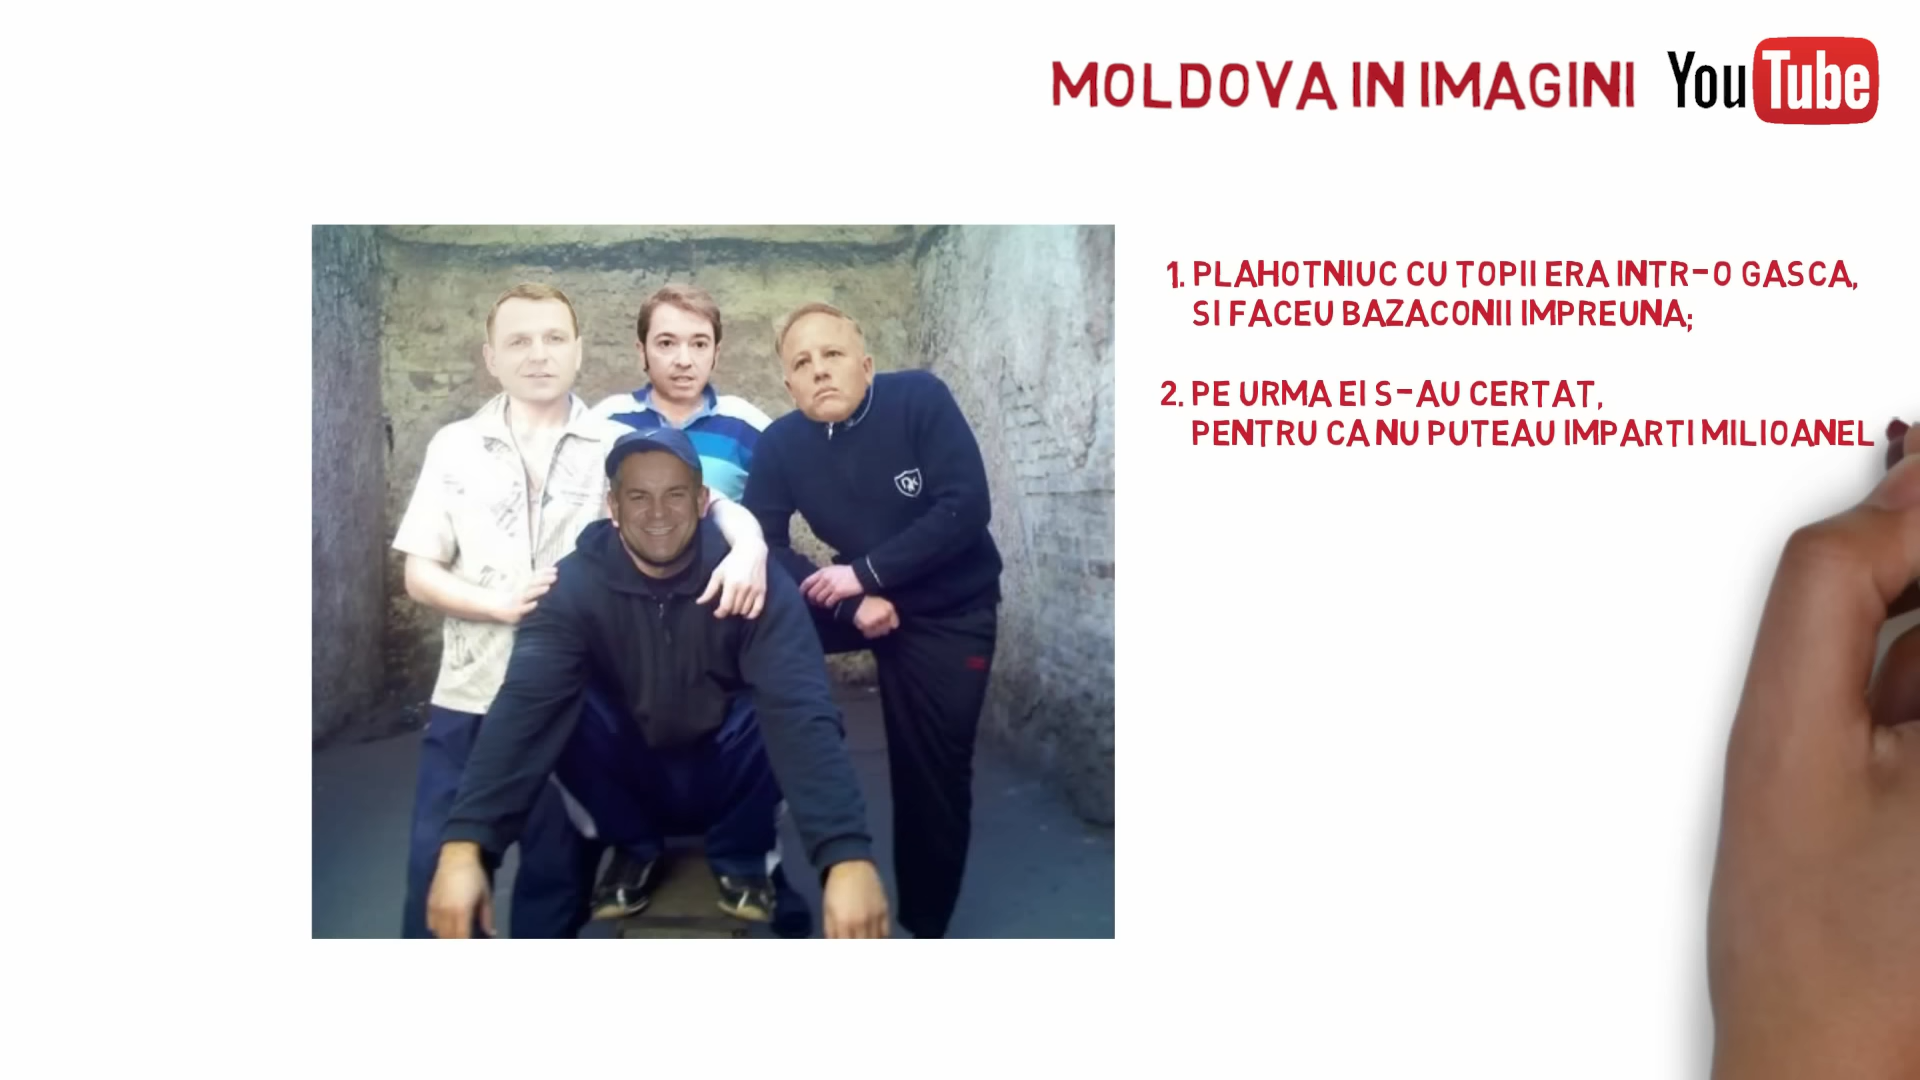 MOLDOVA IN IMAGINI YouTube
1. PLAHOTNIUC CU TOPII ERA INTR-O GASCA,
SI FACEU BAZACONII IMPREUNA;
2. PE URMA EI S-AU CERTAT,
PENTRU CA NU PUTEAU IMPARTI MILIOANEL